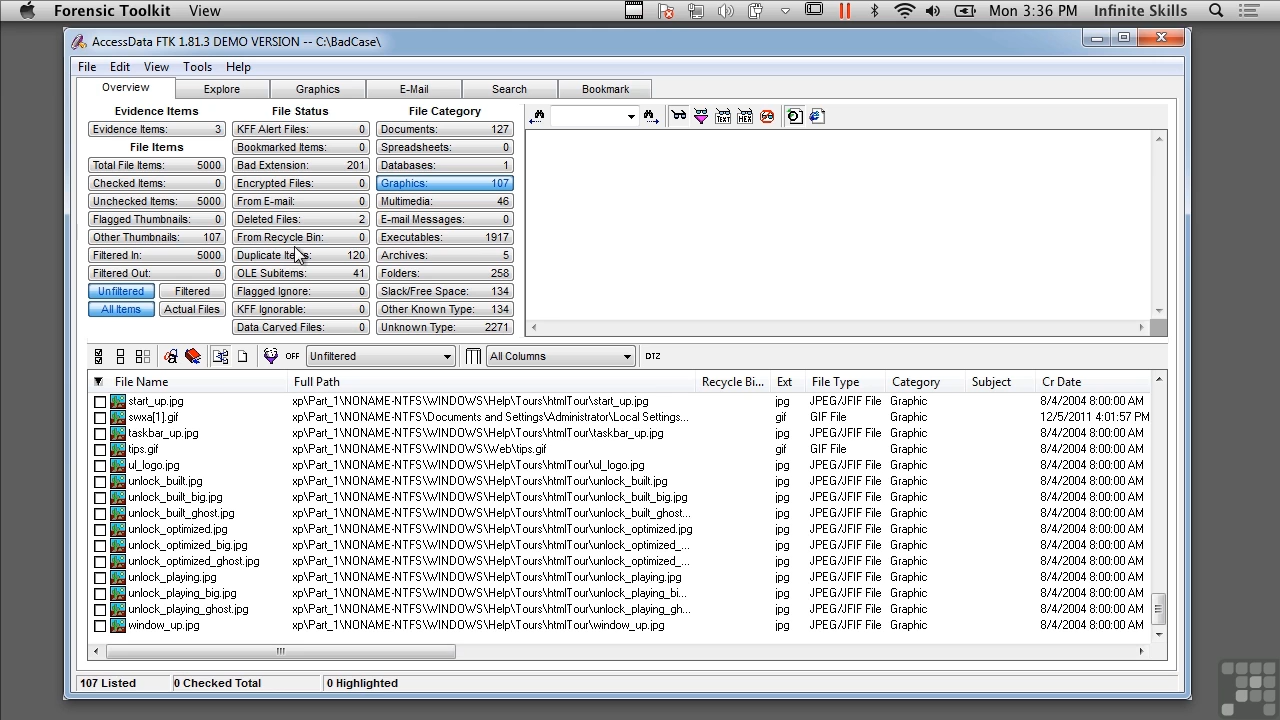 Forensic Toolkit View Mon 3:36 PM Infinite Skills
AccessData FTK 1.81.3 DEMO VERSION -- C:\BadCase\
File Edit View Tools Help
Overview Explore Graphics E-Mail Search Bookmark
Evidence Items File Status File Category
Evidence Items: 3 KFF Alert Files: 0 Documents: 127
File Items Bookmarked Items: 0 Spreadsheets: 0
Total File Items: 5000 Bad Extension: 201 Databases: 1
Checked Items: 0 Encrypted Files: 0 Graphics: 107
Unchecked Items: 5000 From E-mail: 0 Multimedia: 46
Flagged Thumbnails: 0 Deleted Files: 2 E-mail Messages: 0
Other Thumbnails: 107 From Recycle Bin: 0 Executables: 1917
Filtered In: 5000 Duplicate Items: 120 Archives: 5
Filtered Out: 0 OLE Subitems: 41 Folders: 258
Unfiltered Filtered Flagged Ignore: 0 Slack/Free Space: 134
All Items Actual Files KFF Ignorable: 0 Other Known Type: 134
Data Carved Files: 0 Unknown Type: 2271
TEXT HEX
OFF Unfiltered All Columns DTZ
File Name Full Path Recycle Bi... Ext File Type Category Subject Cr Date
start_up.jpg xp\Part_1\NONAME-NTFS\WINDOWS\Help\Tours\htmlTour\start_up.jpg jpg JPEG/JFIF File Graphic 8/4/2004 8:00:00 AM
swxa[1].gif xp\Part_1\NONAME-NTFS\Documents and Settings\Administrator\Local Settings... gif GIF File Graphic 12/5/2011 4:01:57 PM
taskbar_up.jpg xp\Part_1\NONAME-NTFS\WINDOWS\Help\Tours\htmlTour\taskbar_up.jpg jpg JPEG/JFIF File Graphic 8/4/2004 8:00:00 AM
tips.gif xp\Part_1\NONAME-NTFS\WINDOWS\Web\tips.gif gif GIF File Graphic 8/4/2004 8:00:00 AM
ul_logo.jpg xp\Part_1\NONAME-NTFS\WINDOWS\Help\Tours\htmlTour\ul_logo.jpg jpg JPEG/JFIF File Graphic 8/4/2004 8:00:00 AM
unlock_built.jpg xp\Part_1\NONAME-NTFS\WINDOWS\Help\Tours\htmlTour\unlock_built.jpg jpg JPEG/JFIF File Graphic 8/4/2004 8:00:00 AM
unlock_built_big.jpg xp\Part_1\NONAME-NTFS\WINDOWS\Help\Tours\htmlTour\unlock_built_big.jpg jpg JPEG/JFIF File Graphic 8/4/2004 8:00:00 AM
unlock_built_ghost.jpg xp\Part_1\NONAME-NTFS\WINDOWS\Help\Tours\htmlTour\unlock_built_ghost... jpg JPEG/JFIF File Graphic 8/4/2004 8:00:00 AM
unlock_optimized.jpg xp\Part_1\NONAME-NTFS\WINDOWS\Help\Tours\htmlTour\unlock_optimized.jpg jpg JPEG/JFIF File Graphic 8/4/2004 8:00:00 AM
unlock_optimized_big.jpg xp\Part_1\NONAME-NTFS\WINDOWS\Help\Tours\htmlTour\unlock_optimized_... jpg JPEG/JFIF File Graphic 8/4/2004 8:00:00 AM
unlock_optimized_ghost.jpg xp\Part_1\NONAME-NTFS\WINDOWS\Help\Tours\htmlTour\unlock_optimized_... jpg JPEG/JFIF File Graphic 8/4/2004 8:00:00 AM
unlock_playing.jpg xp\Part_1\NONAME-NTFS\WINDOWS\Help\Tours\htmlTour\unlock_playing.jpg jpg JPEG/JFIF File Graphic 8/4/2004 8:00:00 AM
unlock_playing_big.jpg xp\Part_1\NONAME-NTFS\WINDOWS\Help\Tours\htmlTour\unlock_playing_bi... jpg JPEG/JFIF File Graphic 8/4/2004 8:00:00 AM
unlock_playing_ghost.jpg xp\Part_1\NONAME-NTFS\WINDOWS\Help\Tours\htmlTour\unlock_playing_gh... jpg JPEG/JFIF File Graphic 8/4/2004 8:00:00 AM
window_up.jpg xp\Part_1\NONAME-NTFS\WINDOWS\Help\Tours\htmlTour\window_up.jpg jpg JPEG/JFIF File Graphic 8/4/2004 8:00:00 AM
107 Listed 0 Checked Total 0 Highlighted